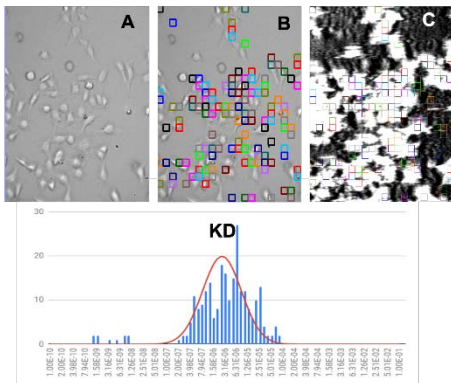 A
B
C
KD
30
20
10
0
1.00E-10
2.00E-10
3.98E-10
7.94E-10
1.58E-09
3.16E-09
6.31E-09
1.26E-08
2.51E-08
5.01E-08
1.00E-07
2.00E-07
3.98E-07
7.94E-07
1.58E-06
3.16E-06
6.31E-06
1.26E-05
2.51E-05
5.01E-05
1.00E-04
2.00E-04
3.98E-04
7.94E-04
1.58E-03
3.16E-03
6.31E-03
1.26E-02
2.51E-02
5.01E-02
1.00E-01